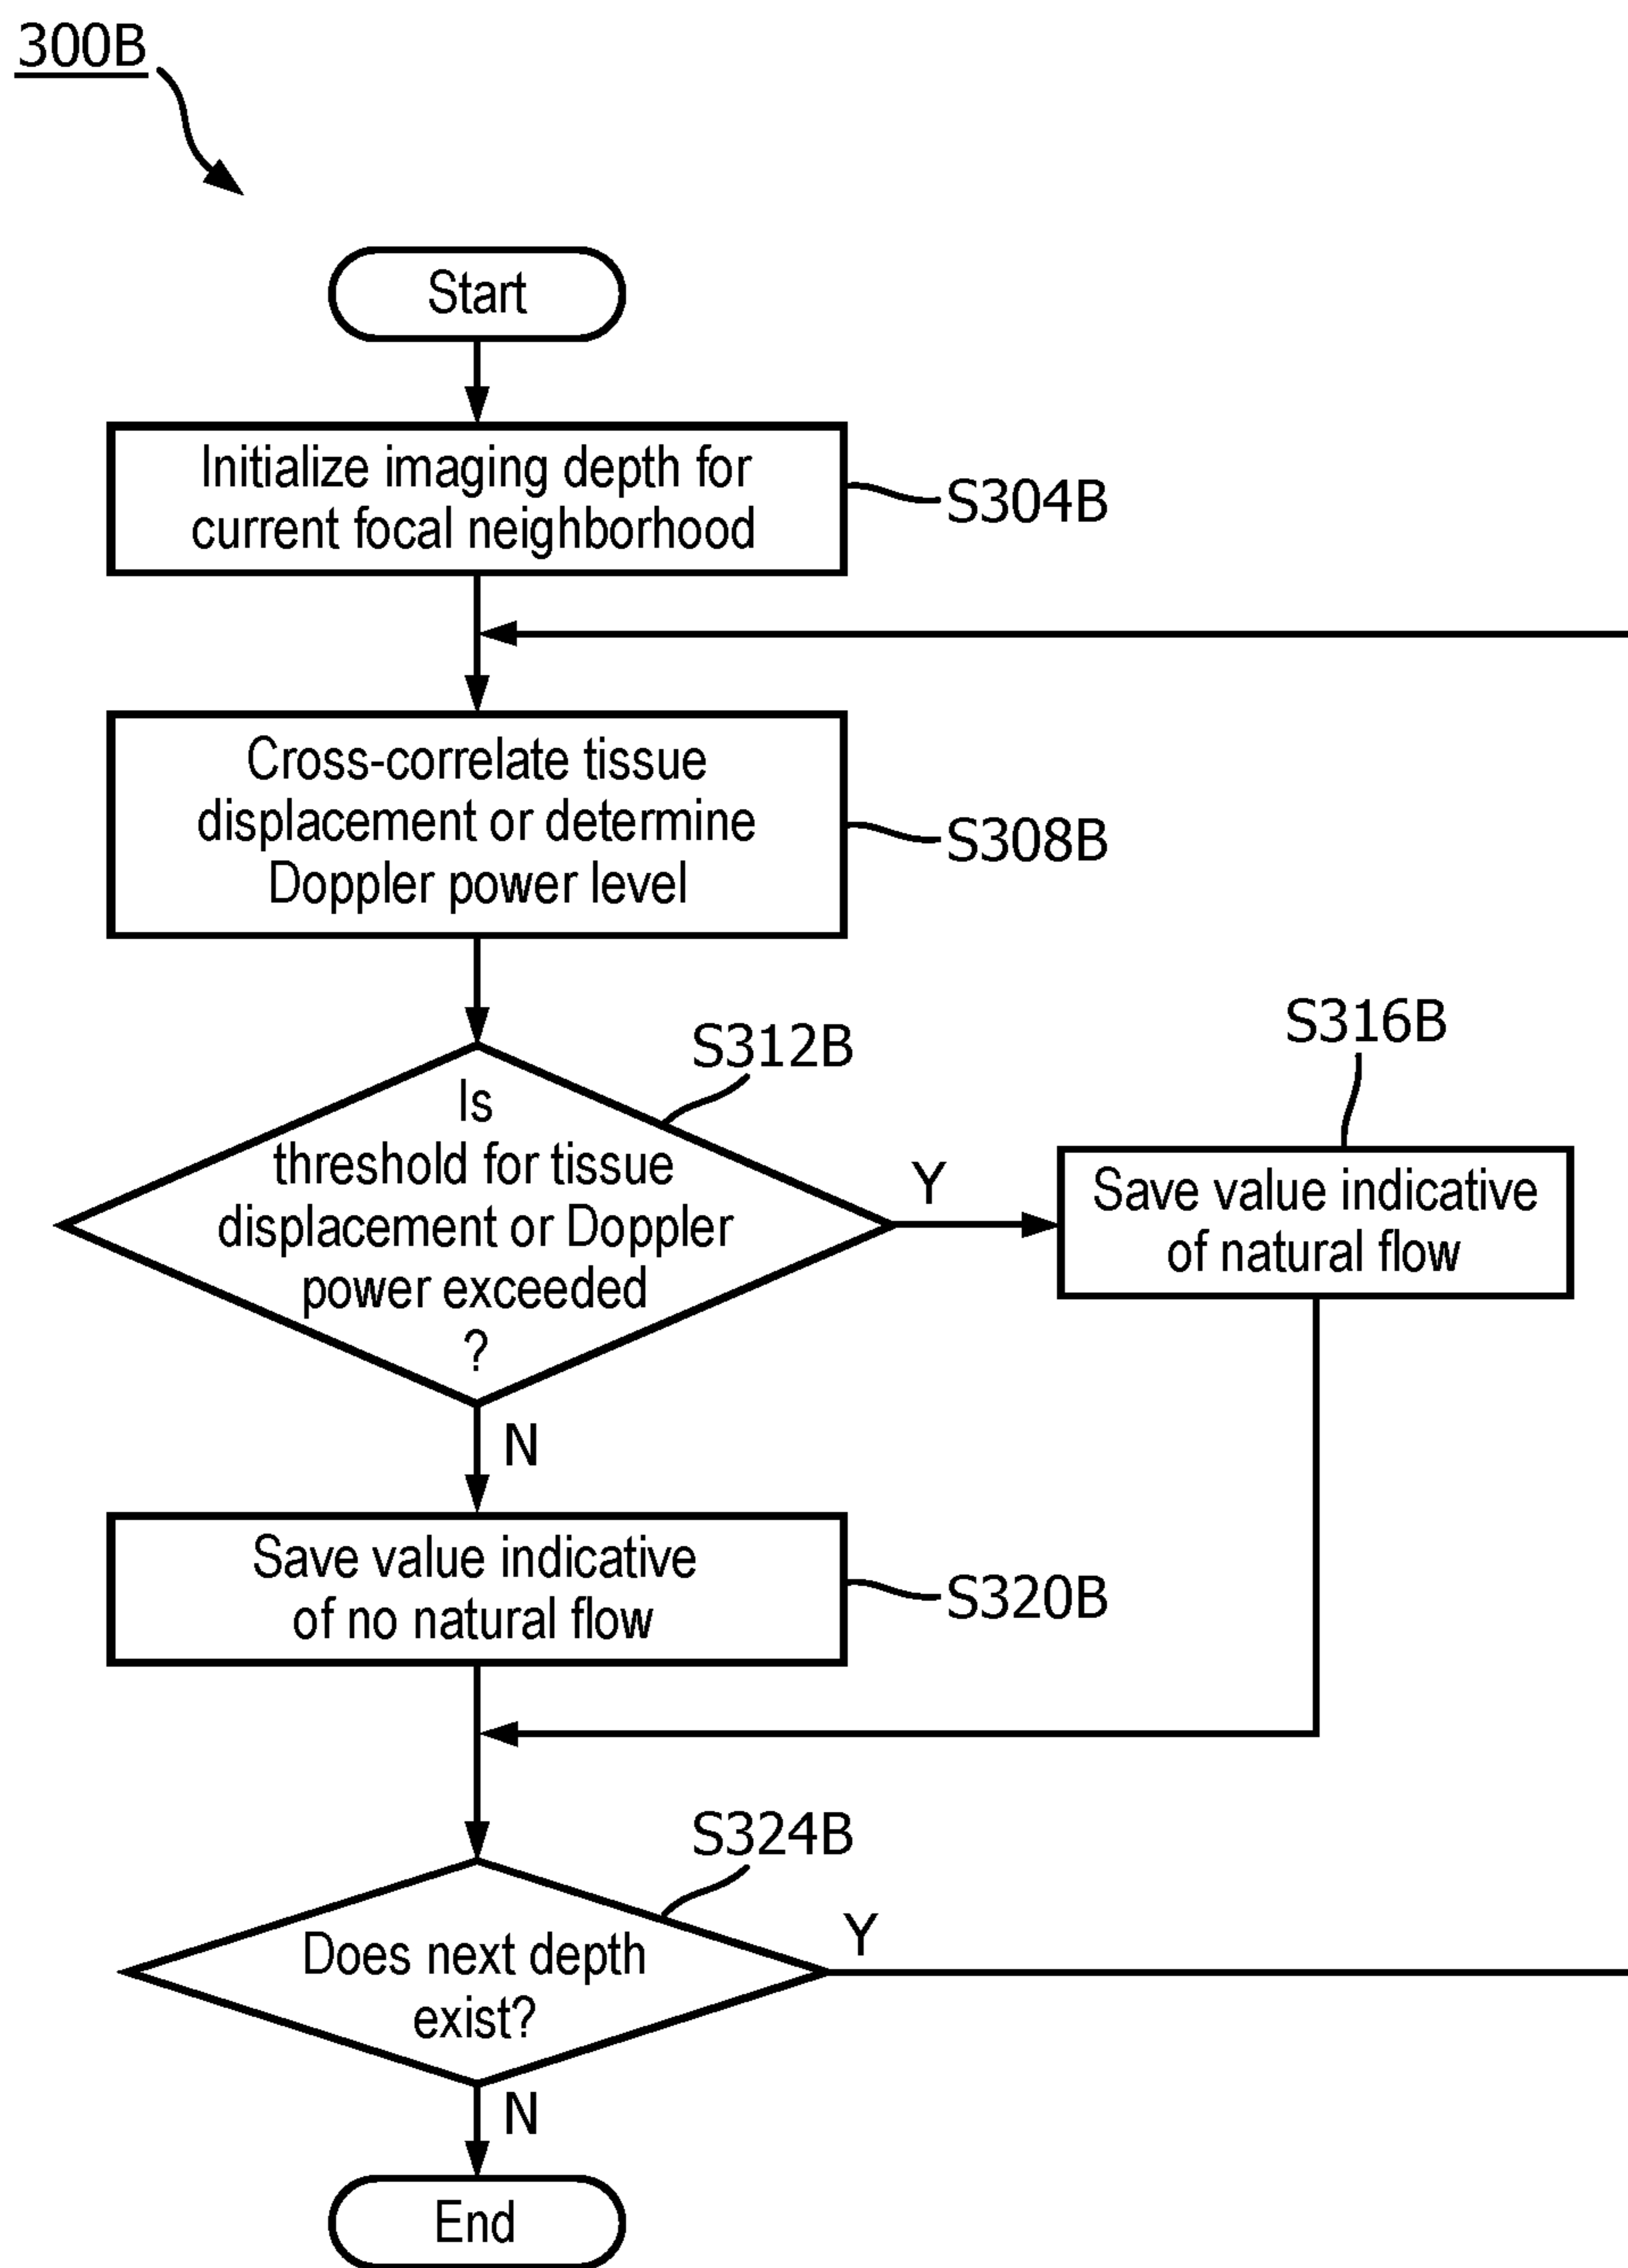 300B
Start
Initialize imaging depth for
current focal neighborhood
S304B
Cross-correlate tissue
displacement or determine
Doppler power level
S308B
S312B
Is
threshold for tissue
displacement or Doppler
power exceeded
?
Y
S316B
Save value indicative
of natural flow
N
Save value indicative
of no natural flow
S320B
S324B
Does next depth
exist?
Y
N
End